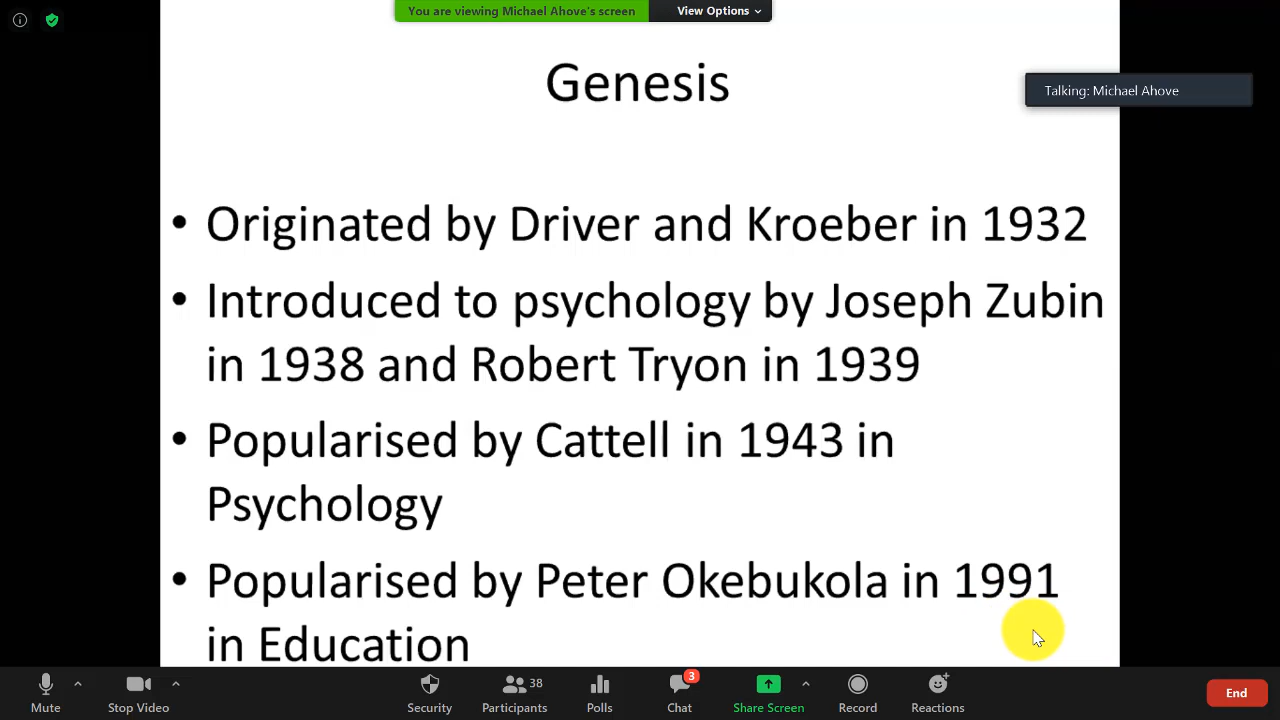 You are viewing Michael Ahove's screen
View Options
Genesis
Talking: Michael Ahove
• Originated by Driver and Kroeber in 1932
• Introduced to psychology by Joseph Zubin
in 1938 and Robert Tryon in 1939
• Popularised by Cattell in 1943 in
Psychology
• Popularised by Peter Okebukola in 1991
in Education
Mute
Stop Video
Security
38
Participants
Polls
3
Chat
Share Screen
Record
Reactions
End